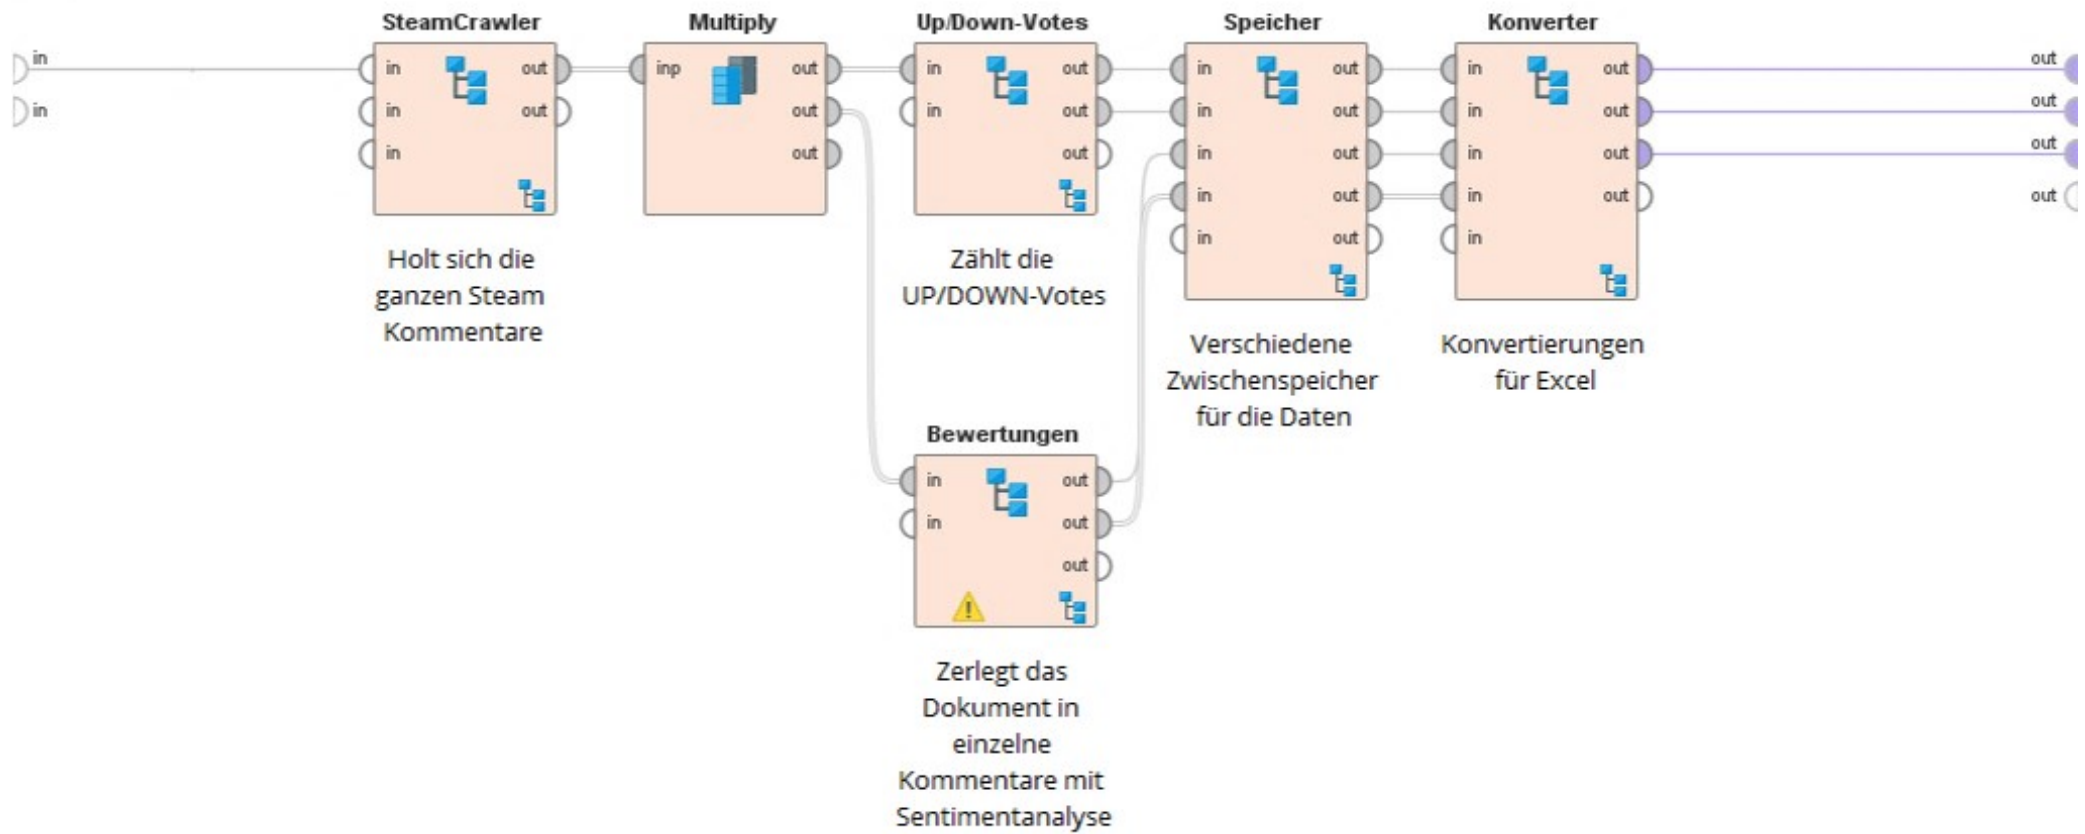 SteamCrawler
Multiply
Up/Down-Votes
Speicher
Konverter
in
in
in
in
in
out
out
inp
out
out
out
in
in
out
out
out
in
in
in
in
in
out
out
out
out
out
in
in
in
in
in
out
out
out
out
out
out
out
out
Holt sich die
ganzen Steam
Kommentare
Zählt die
UP/DOWN-Votes
Verschiedene
Zwischenspeicher
für die Daten
Konvertierungen
für Excel
Bewertungen
in
in
out
out
out
Zerlegt das
Dokument in
einzelne
Kommentare mit
Sentimentanalyse